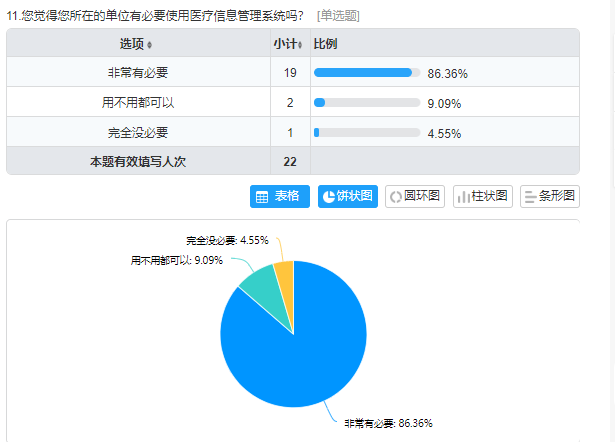 11.您觉得您所在的单位有必要使用医疗信息管理系统吗? [单选题]
选项 小计 比例
非常有必要 19 86.36%
用不用都可以 2 9.09%
完全没必要 1 4.55%
本题有效填写人次 22
表格 饼状图 圆环图 柱状图 条形图
完全没必要: 4.55%
用不用都可以: 9.09%
非常有必要: 86.36%